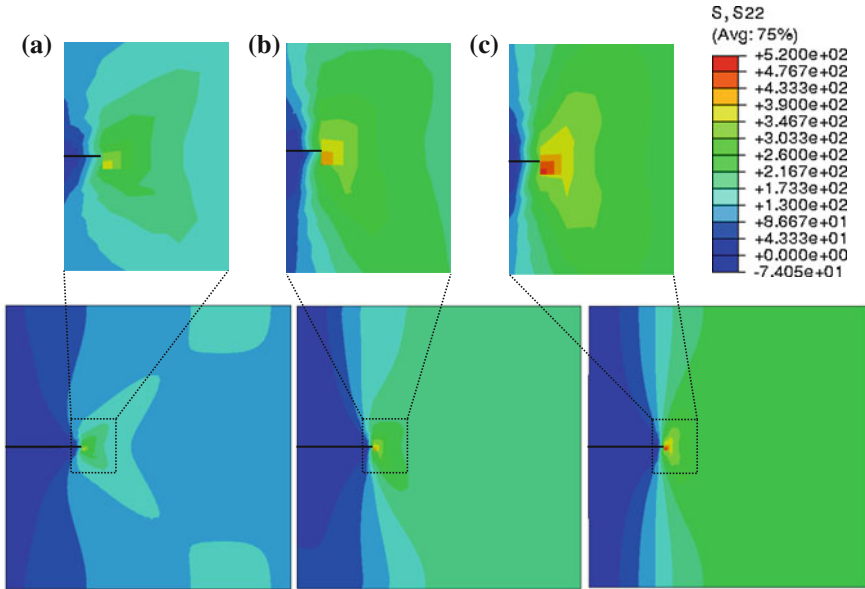 (a)
(b)
(c)
S, S22
(Avg: 75%)
+5.200e+02
+4.767e+02
+4.333e+02
+3.900e+02
+3.467e+02
+3.033e+02
+2.600e+02
+2.167e+02
+1.733e+02
+1.300e+02
+8.667e+01
+4.333e+01
+0.000e+00
-7.405e+01